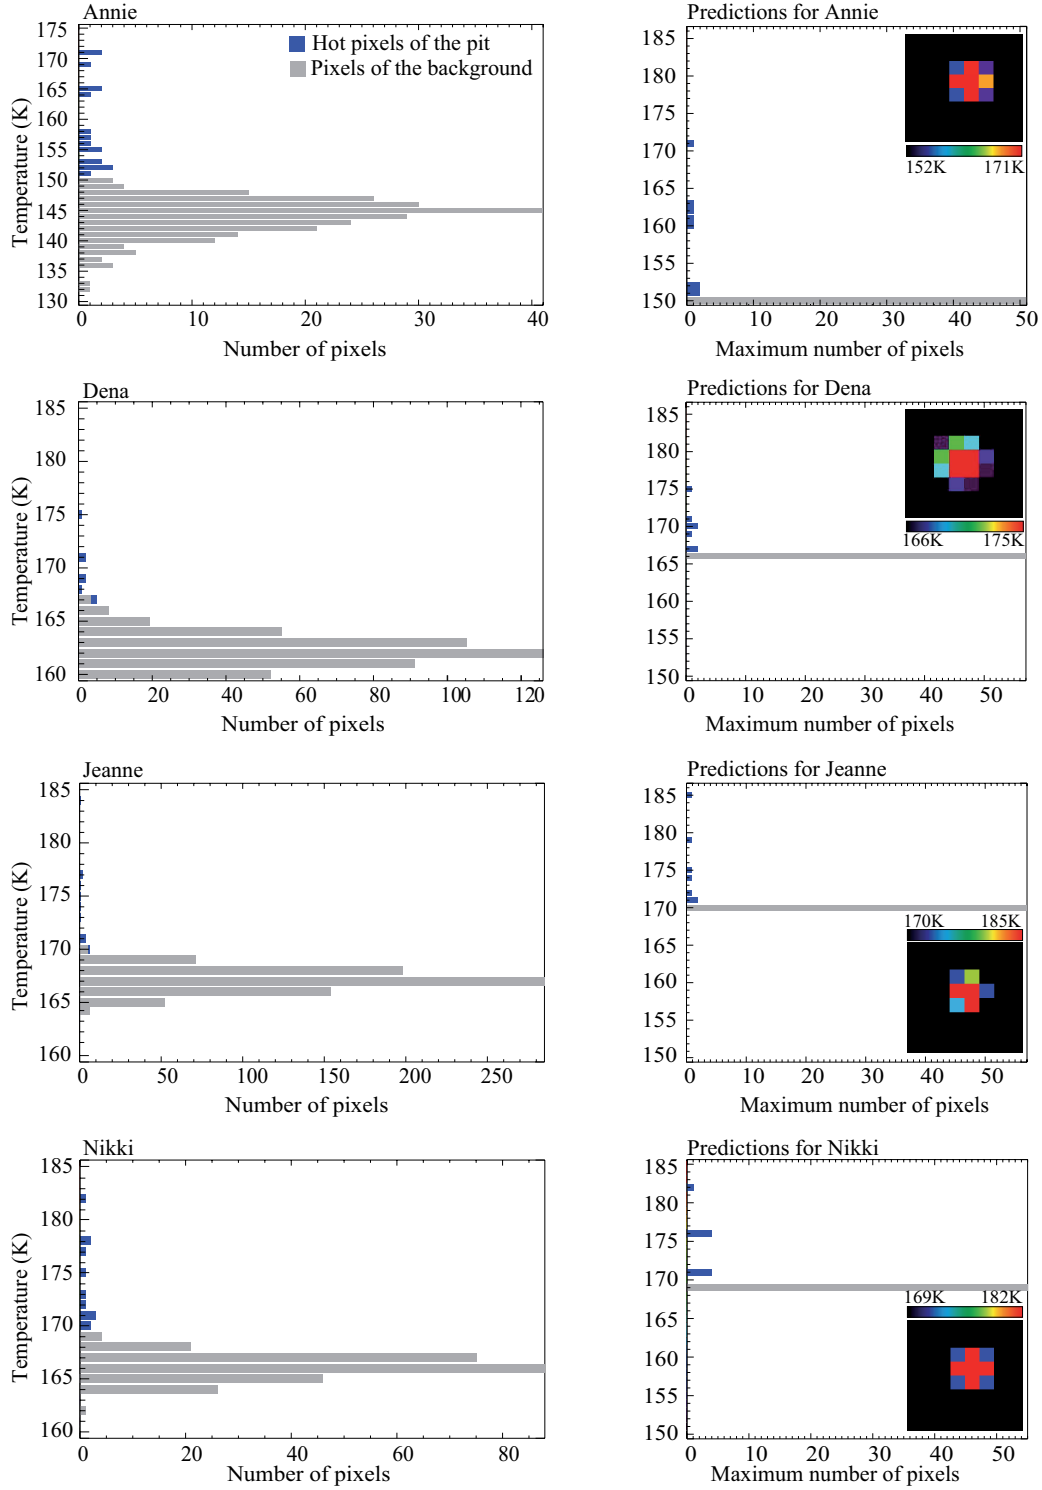 Annie
175
170
165
160
155
150
145
140
135
130
Temperature (K)
Hot pixels of the pit
Pixels of the background
0 10 20 30 40
Number of pixels
Predictions for Annie
185
180
175
170
165
160
155
150
152K 171K
0 10 20 30 40 50
Maximum number of pixels
Dena
185
180
175
170
165
160
Temperature (K)
0 20 40 60 80 100 120
Number of pixels
Predictions for Dena
185
180
175
170
165
160
155
150
166K 175K
0 10 20 30 40 50
Maximum number of pixels
Jeanne
185
180
175
170
165
160
Temperature (K)
0 50 100 150 200 250
Number of pixels
Predictions for Jeanne
185
180
175
170
165
160
155
150
170K 185K
0 10 20 30 40 50
Maximum number of pixels
Nikki
185
180
175
170
165
160
Temperature (K)
0 20 40 60 80
Number of pixels
Predictions for Nikki
185
180
175
170
165
160
155
150
169K 182K
0 10 20 30 40 50
Maximum number of pixels